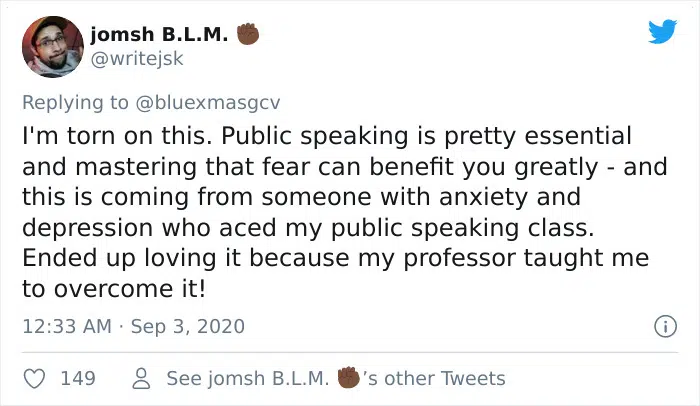 jomsh B.L.M. ✊🏾
@writejsk
Replying to @bluexmasgcv
I'm torn on this. Public speaking is pretty essential
and mastering that fear can benefit you greatly - and
this is coming from someone with anxiety and
depression who aced my public speaking class.
Ended up loving it because my professor taught me
to overcome it!
12:33 AM · Sep 3, 2020
149 See jomsh B.L.M. ✊🏾's other Tweets